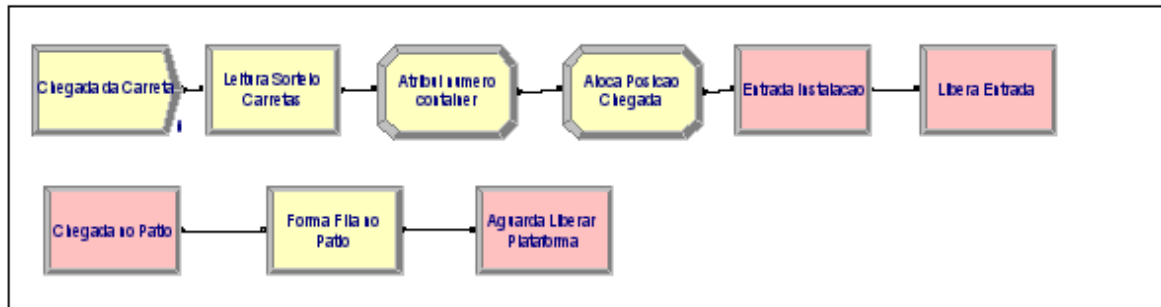 Chegada da Carreta
Leitura Sorteio
Carretas
Atribui numero
container
Aloca Posicao
Chegada
Entrada Instalacao
Libera Entrada
Chegada no Patio
Forma Fila no
Patio
Aguarda Liberar
Plataforma